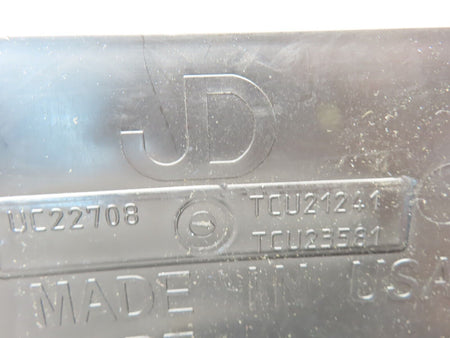 JD
UC22708
TCU21241
TCU23581
MADE IN USA